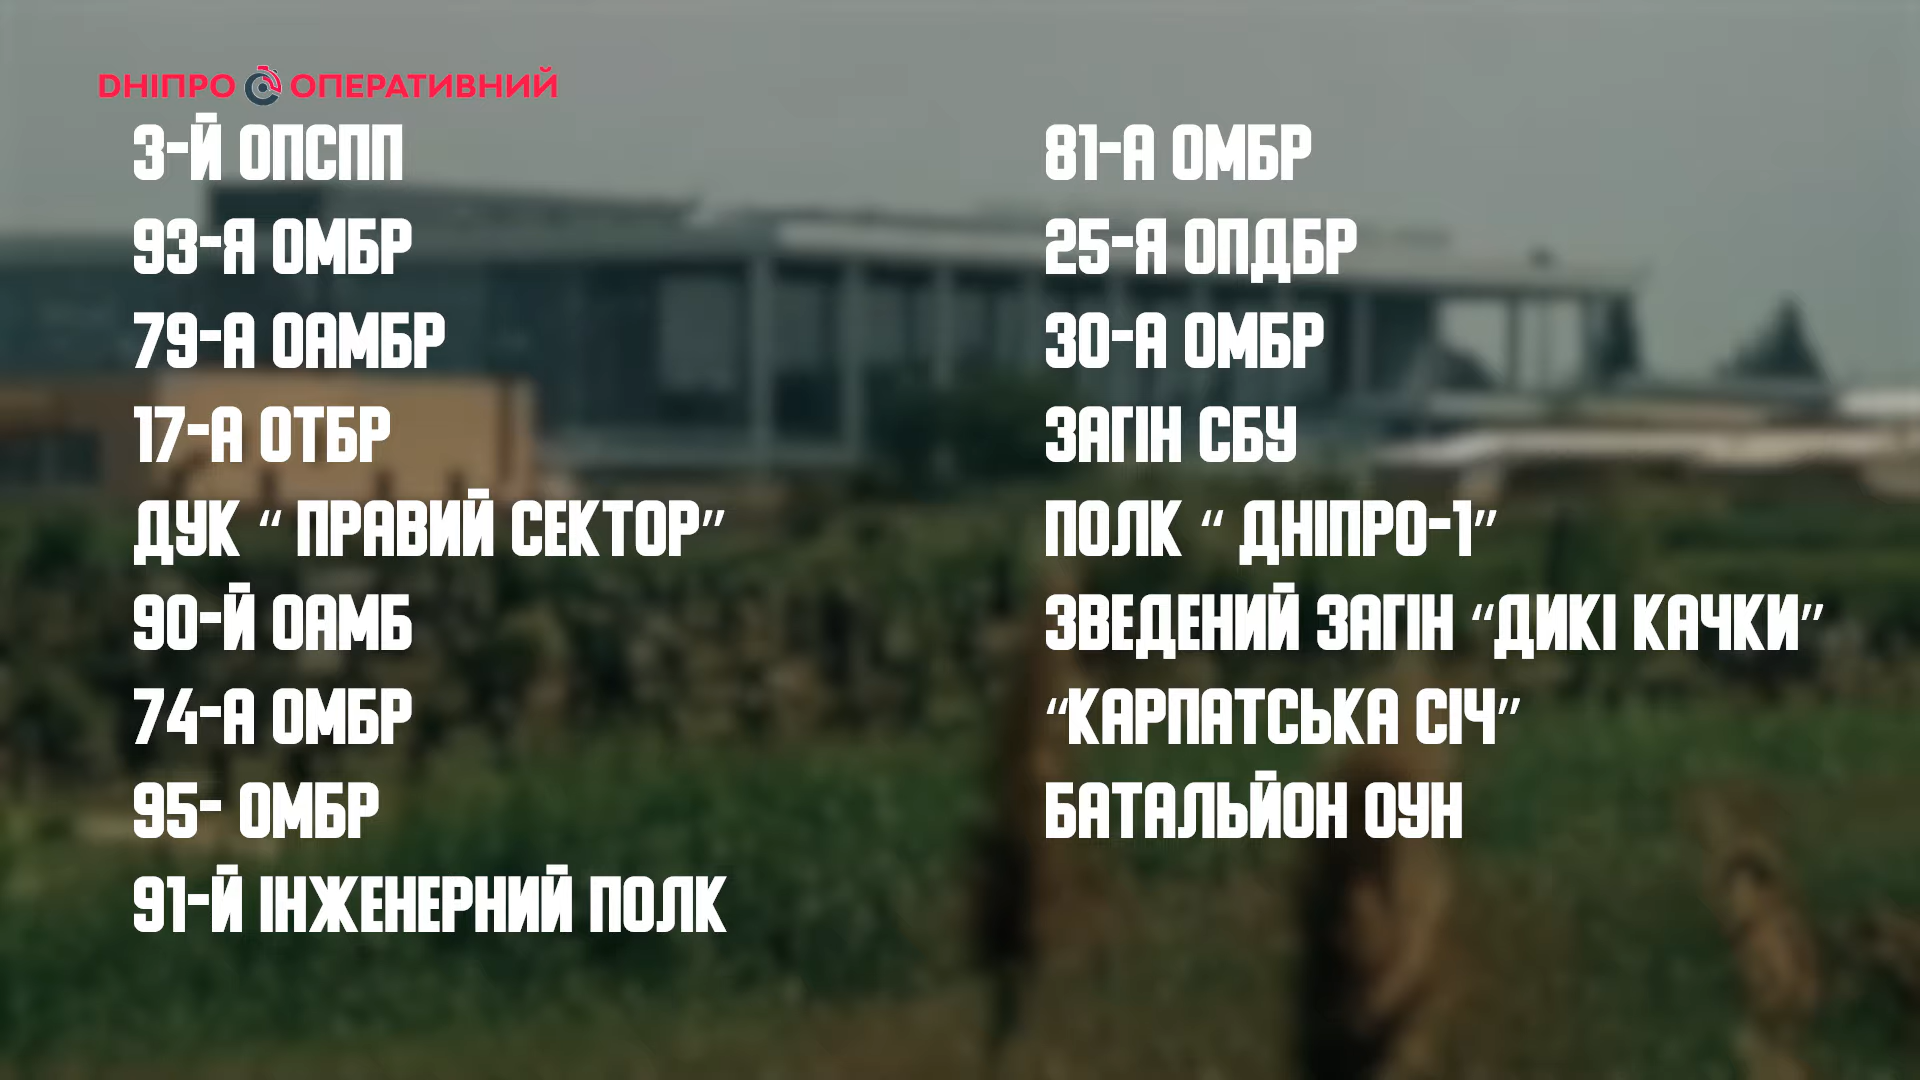 DНІПРО ОПЕРАТИВНИЙ
3-Й ОПСПП
93-Я ОМБР
79-А ОАМБР
17-А ОТБР
ДУК “ ПРАВИЙ СЕКТОР”
90-Й ОАМБ
74-А ОМБР
95- ОМБР
91-Й ІНЖЕНЕРНИЙ ПОЛК
81-А ОМБР
25-Я ОПДБР
30-А ОМБР
ЗАГІН СБУ
ПОЛК “ ДНІПРО-1”
ЗВЕДЕНИЙ ЗАГІН “ДИКІ КАЧКИ”
“КАРПАТСЬКА СІЧ”
БАТАЛЬЙОН ОУН